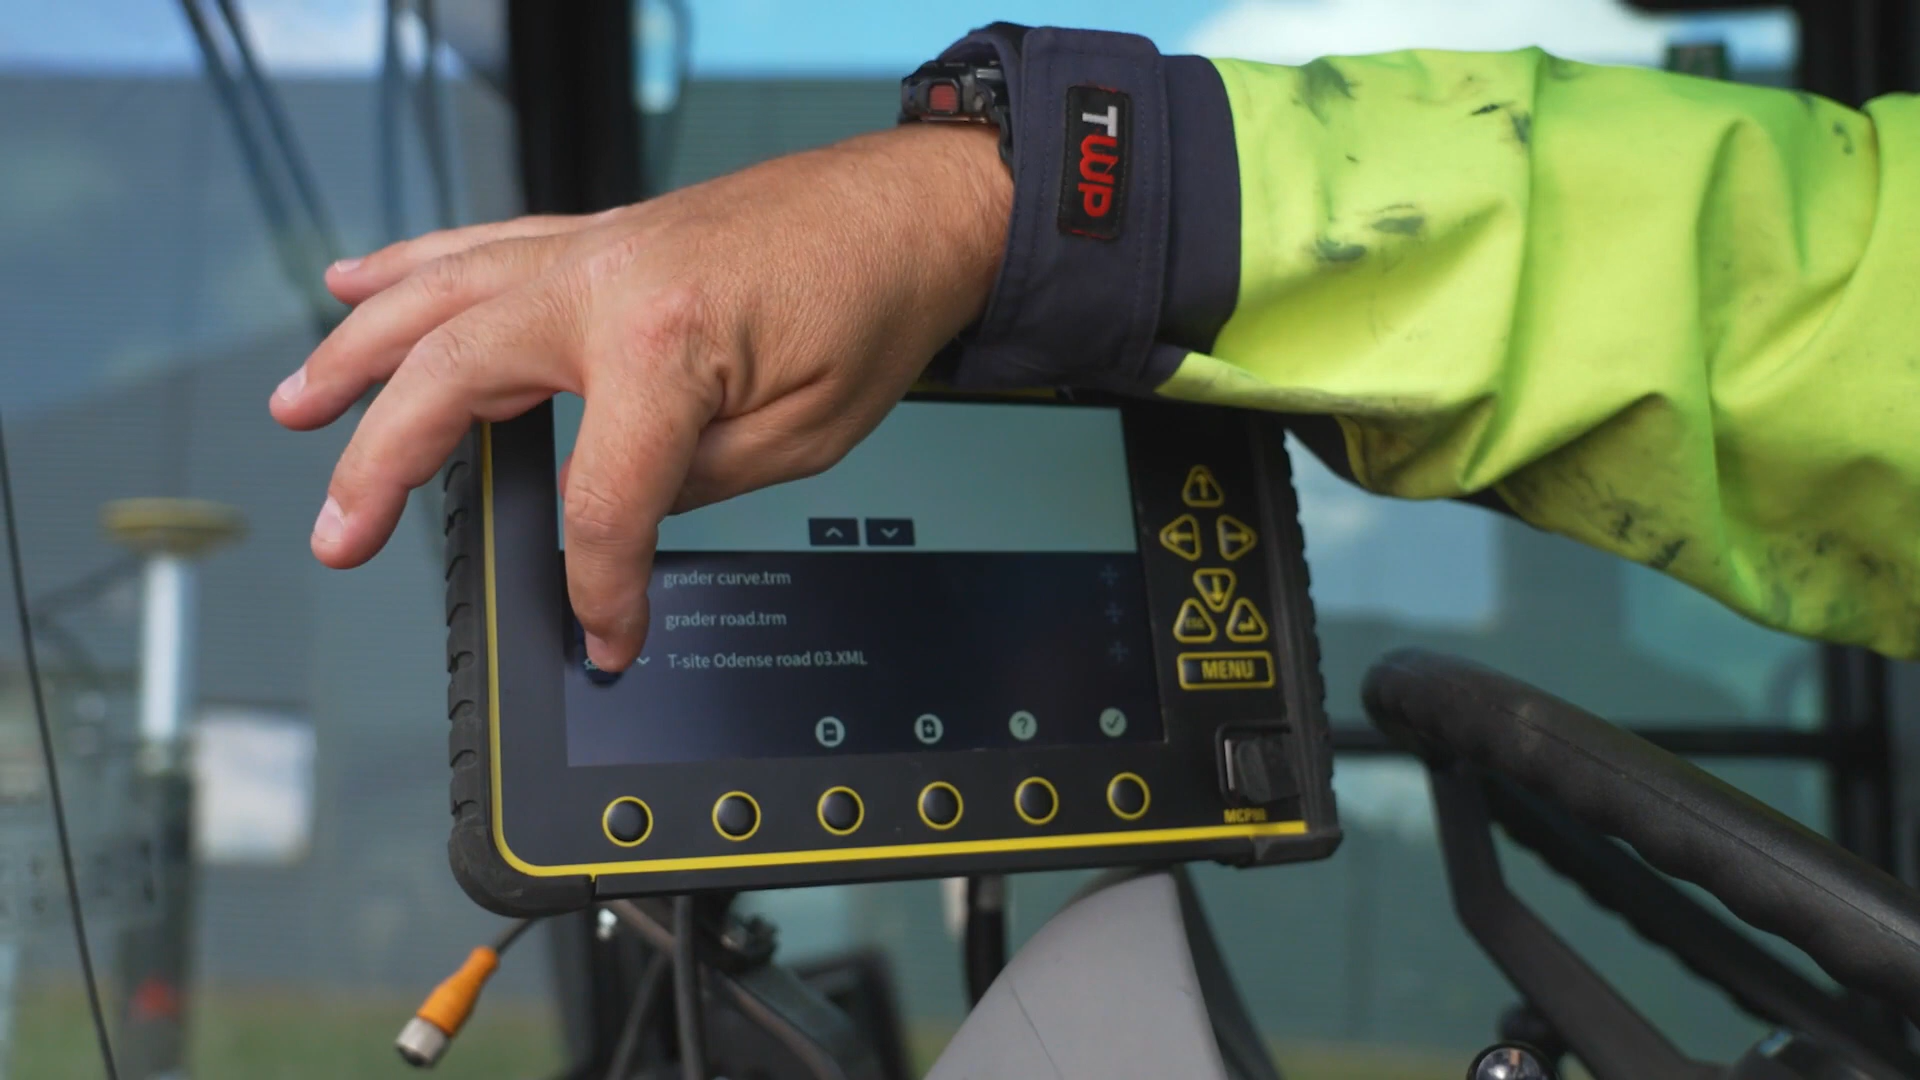 TWP
grader curve.trm
grader road.trm
T-site Odense road 03.XML
ESC
MENU
MCP80